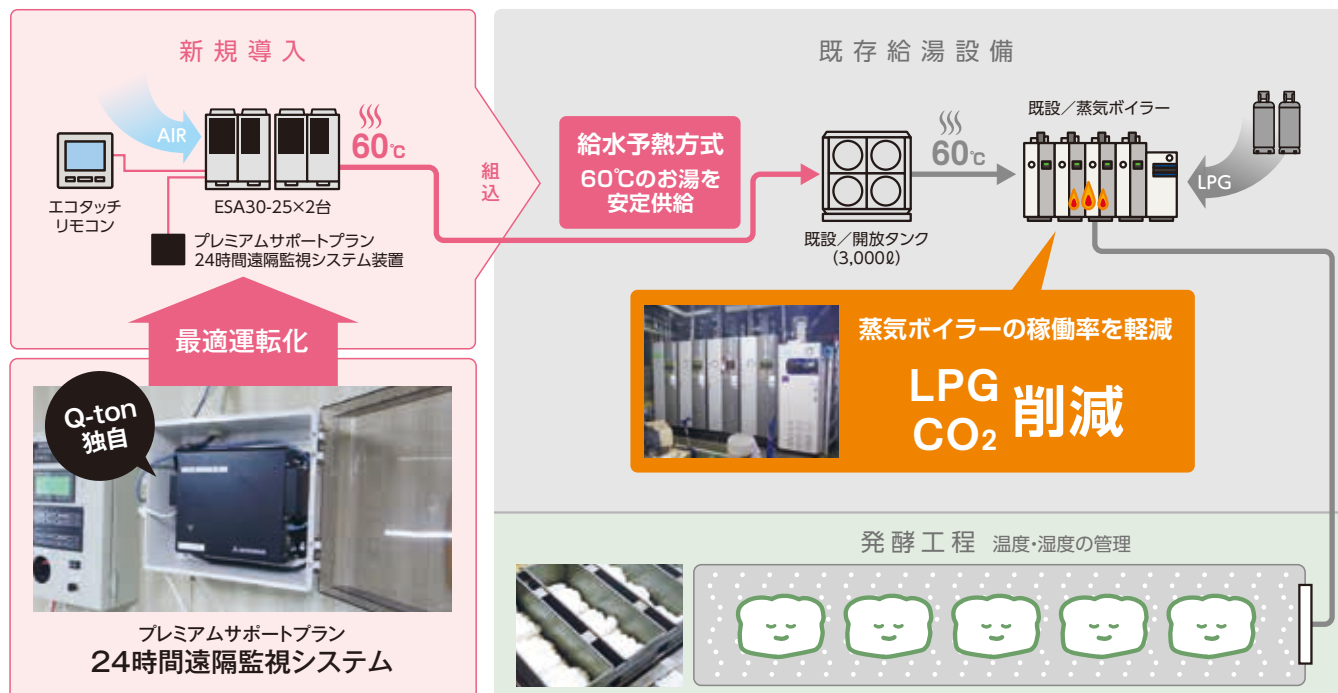 新規導入
AIR
60℃
エコタッチ
リモコン
ESA30-25×2台
プレミアムサポートプラン
24時間遠隔監視システム装置
組込
最適運転化
Q-ton
独自
プレミアムサポートプラン
24時間遠隔監視システム
既存給湯設備
給水予熱方式
60℃のお湯を
安定供給
60℃
既設／開放タンク
(3,000ℓ)
既設／蒸気ボイラー
LPG
蒸気ボイラーの稼働率を軽減
LPG
CO₂
削減
発酵工程 温度・湿度の管理